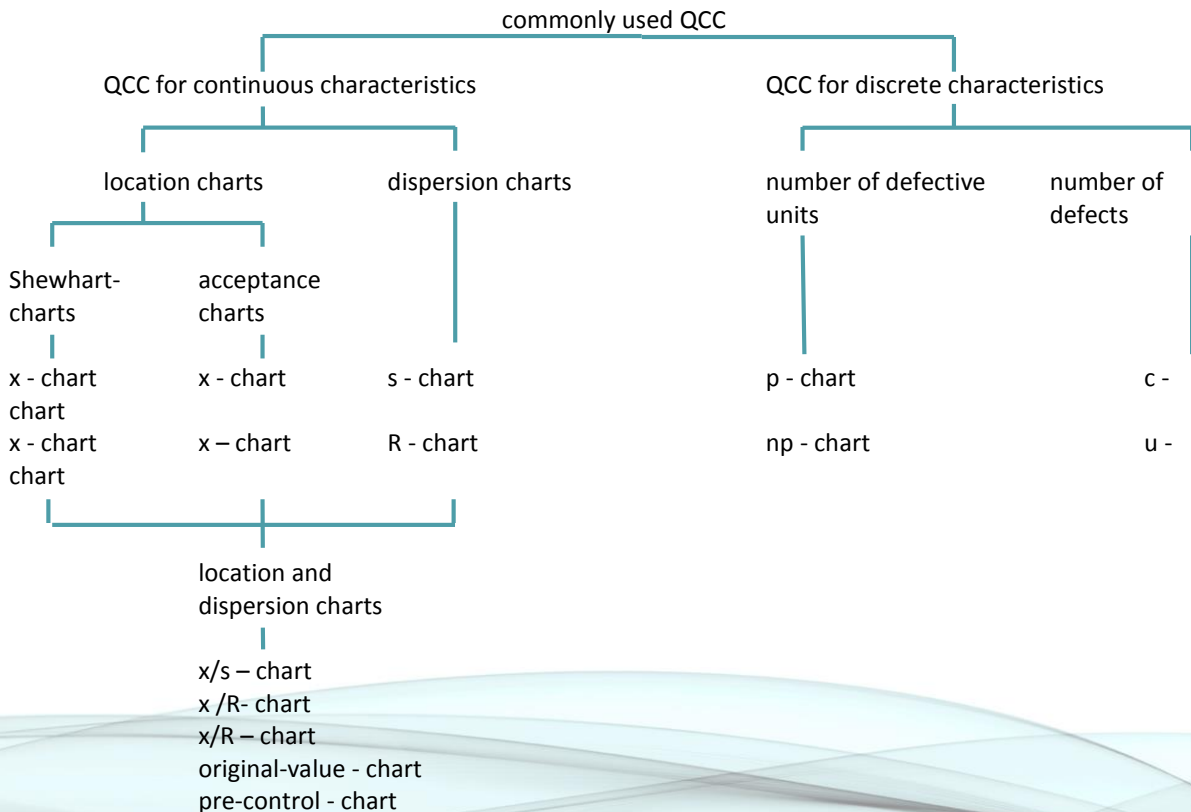 commonly used QCC
QCC for continuous characteristics
QCC for discrete characteristics
location charts
dispersion charts
number of defective
units
number of
defects
Shewhart-
charts
acceptance
charts
x - chart x - chart s - chart p - chart c -
chart
x - chart x – chart R - chart np - chart u -
chart
location and
dispersion charts
x/s – chart
x /R- chart
x/R – chart
original-value - chart
pre-control - chart